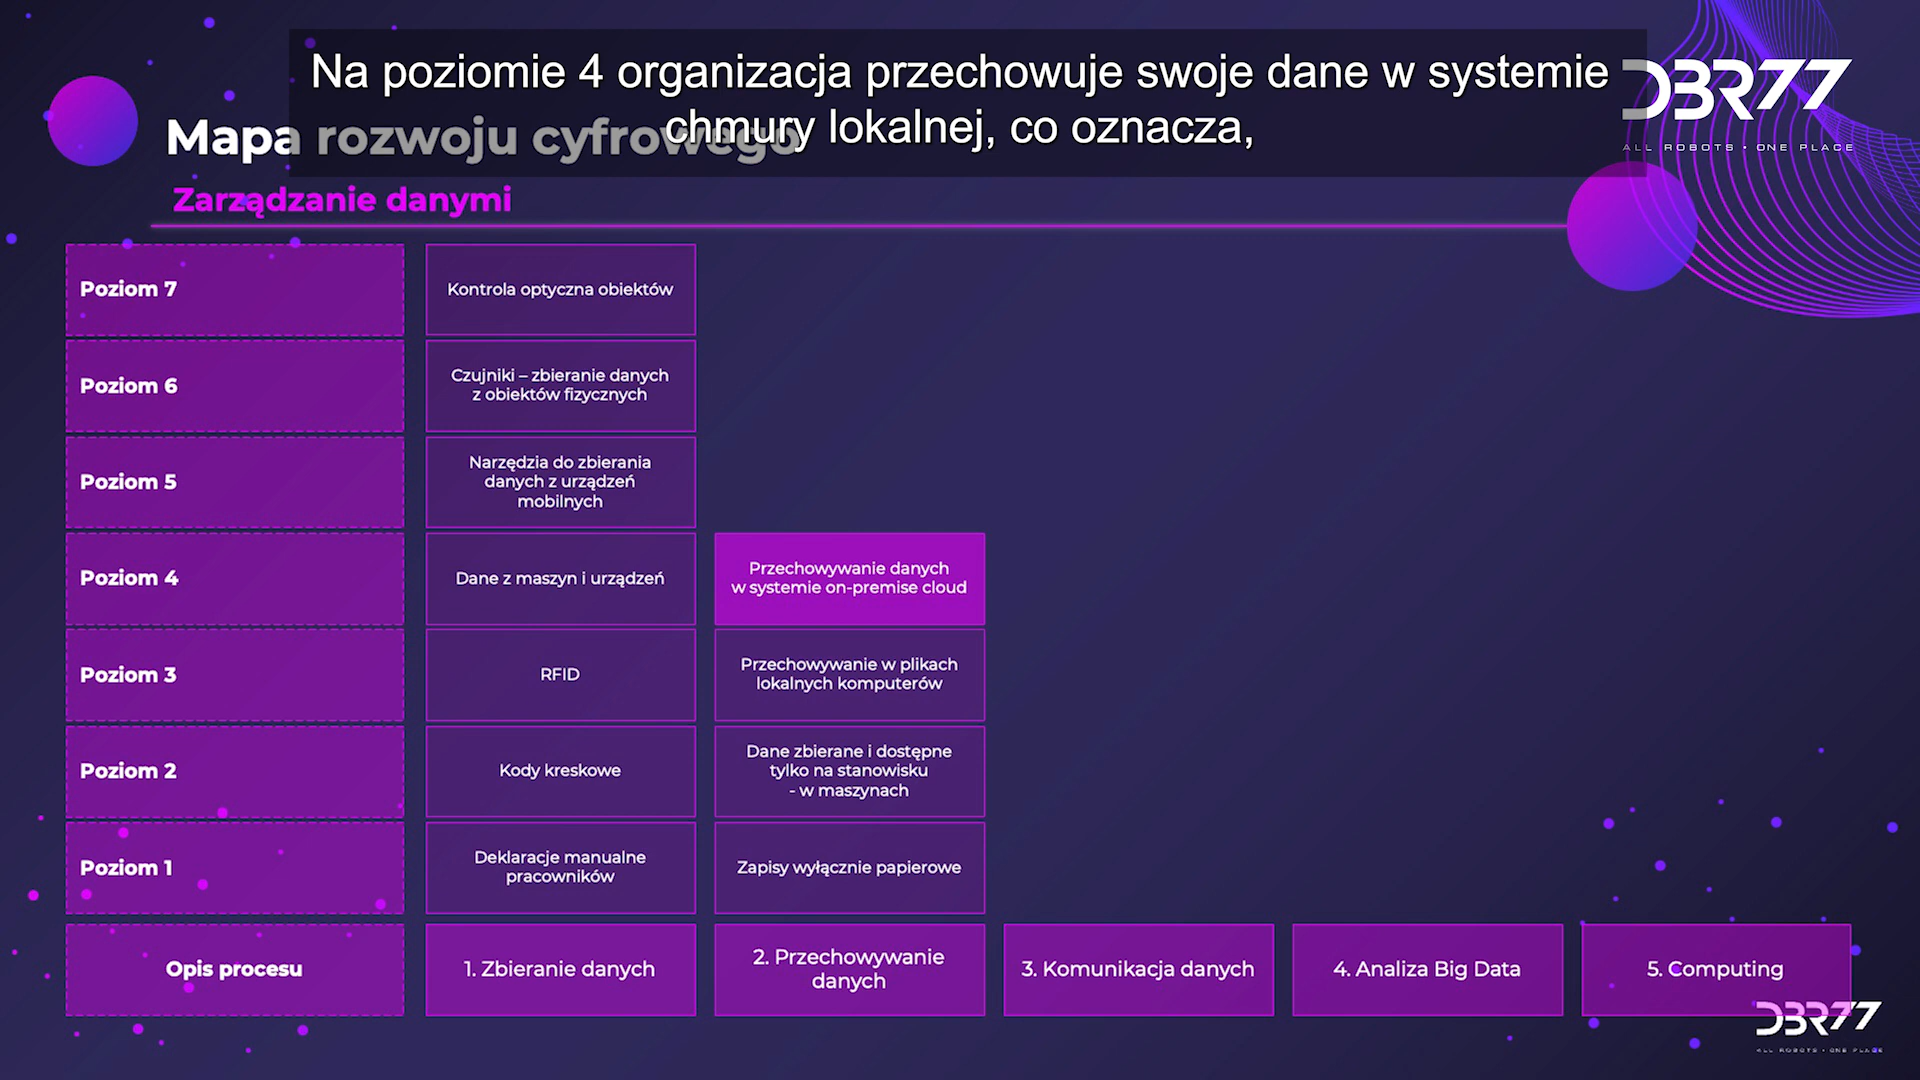 Na poziomie 4 organizacja przechowuje swoje dane w systemie
chmury lokalnej, co oznacza,
DBR77
ALL ROBOTS • ONE PLACE
Mapa rozwoju cyfrowego
Zarządzanie danymi
Poziom 7
Kontrola optyczna obiektów
Poziom 6
Czujniki – zbieranie danych
z obiektów fizycznych
Poziom 5
Narzędzia do zbierania
danych z urządzeń
mobilnych
Poziom 4
Dane z maszyn i urządzeń
Przechowywanie danych
w systemie on-premise cloud
Poziom 3
RFID
Przechowywanie w plikach
lokalnych komputerów
Poziom 2
Kody kreskowe
Dane zbierane i dostępne
tylko na stanowisku
- w maszynach
Poziom 1
Deklaracje manualne
pracowników
Zapisy wyłącznie papierowe
Opis procesu
1. Zbieranie danych
2. Przechowywanie
danych
3. Komunikacja danych
4. Analiza Big Data
5. Computing
DBR77
ALL ROBOTS • ONE PLACE